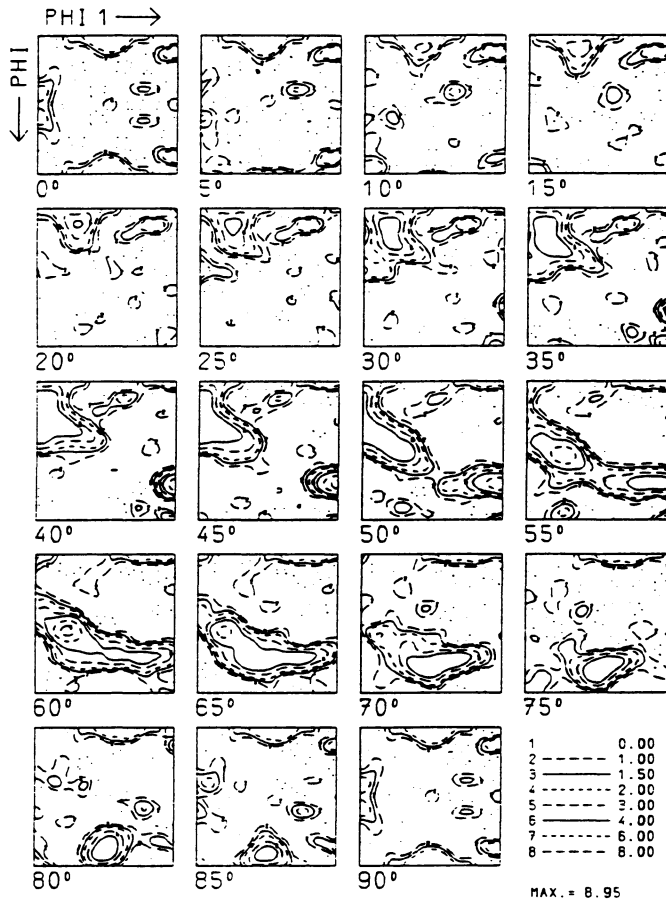 PHI 1 →
← PHI
0° 5° 10° 15°
20° 25° 30° 35°
40° 45° 50° 55°
60° 65° 70° 75°
80° 85° 90°
1 ——— 0.00
2 — — — 1.00
3 ——— 1.50
4 - - - - 2.00
5 — — — 3.00
6 ——— 4.00
7 - - - - 6.00
8 — — — 8.00
MAX.= 8.95